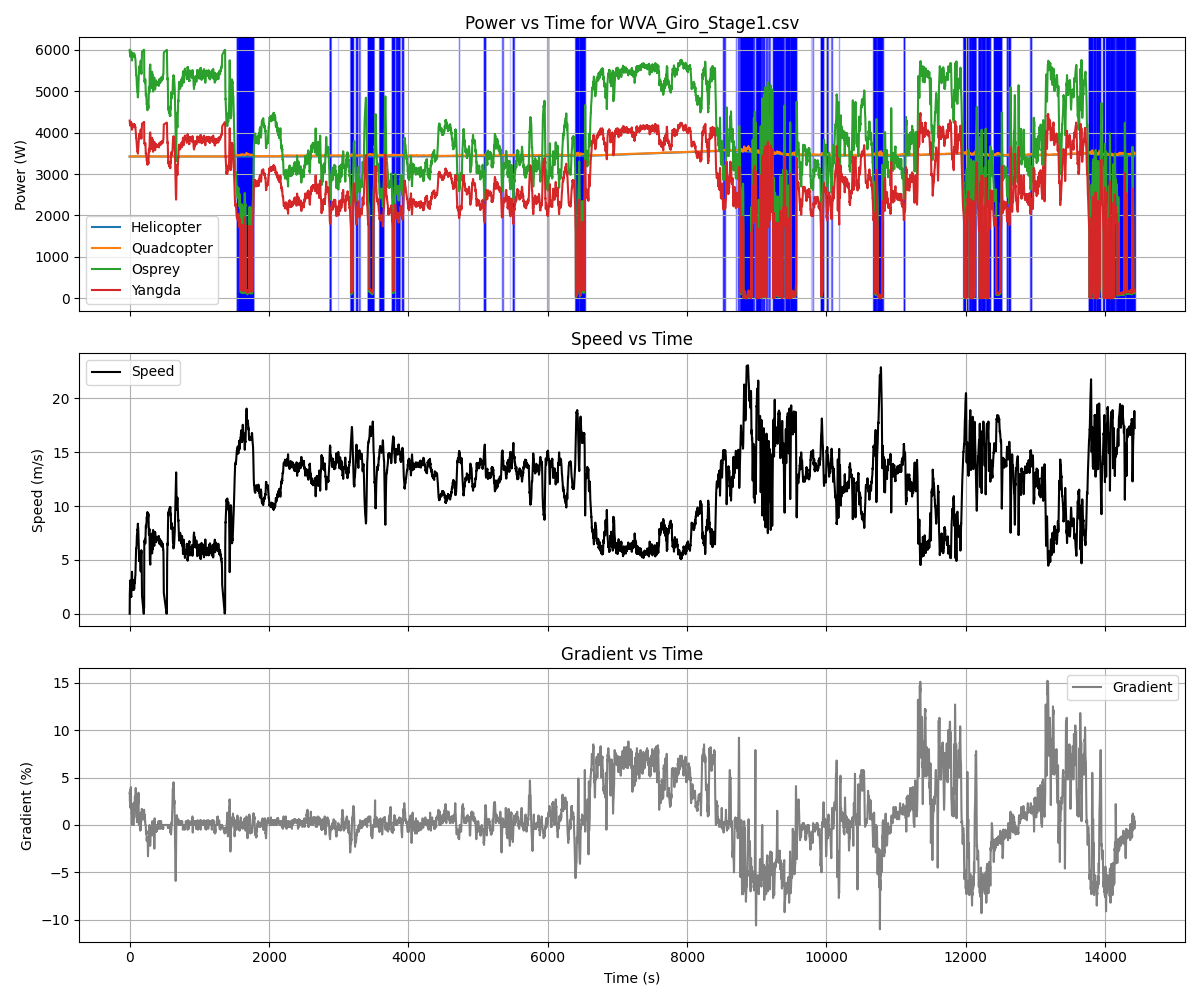 Power vs Time for WVA_Giro_Stage1.csv
6000
5000
4000
3000
2000
1000
0
Power (W)
Helicopter
Quadcopter
Osprey
Yangda
Speed vs Time
20
15
10
5
0
Speed (m/s)
Speed
Gradient vs Time
15
10
5
0
−5
−10
Gradient (%)
Gradient
0 2000 4000 6000 8000 10000 12000 14000
Time (s)